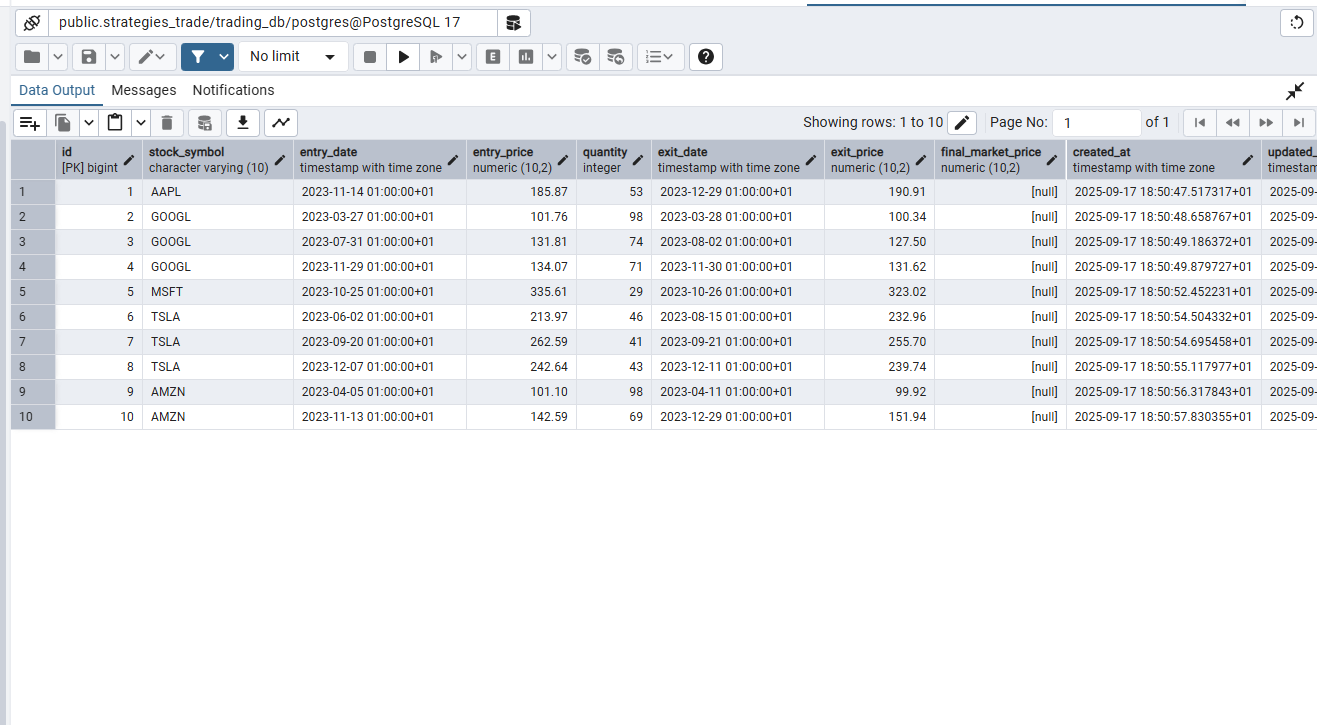 public.strategies_trade/trading_db/postgres@PostgreSQL 17
No limit
Data Output Messages Notifications
Showing rows: 1 to 10 Page No: 1 of 1
id stock_symbol entry_date entry_price quantity exit_date exit_price final_market_price created_at updated_
[PK] bigint character varying (10) timestamp with time zone numeric (10,2) integer timestamp with time zone numeric (10,2) numeric (10,2) timestamp with time zone timestam
1 1 AAPL 2023-11-14 01:00:00+01 185.87 53 2023-12-29 01:00:00+01 190.91 [null] 2025-09-17 18:50:47.517317+01 2025-09-
2 2 GOOGL 2023-03-27 01:00:00+01 101.76 98 2023-03-28 01:00:00+01 100.34 [null] 2025-09-17 18:50:48.658767+01 2025-09-
3 3 GOOGL 2023-07-31 01:00:00+01 131.81 74 2023-08-02 01:00:00+01 127.50 [null] 2025-09-17 18:50:49.186372+01 2025-09-
4 4 GOOGL 2023-11-29 01:00:00+01 134.07 71 2023-11-30 01:00:00+01 131.62 [null] 2025-09-17 18:50:49.879727+01 2025-09-
5 5 MSFT 2023-10-25 01:00:00+01 335.61 29 2023-10-26 01:00:00+01 323.02 [null] 2025-09-17 18:50:52.452231+01 2025-09-
6 6 TSLA 2023-06-02 01:00:00+01 213.97 46 2023-08-15 01:00:00+01 232.96 [null] 2025-09-17 18:50:54.504332+01 2025-09-
7 7 TSLA 2023-09-20 01:00:00+01 262.59 41 2023-09-21 01:00:00+01 255.70 [null] 2025-09-17 18:50:54.695458+01 2025-09-
8 8 TSLA 2023-12-07 01:00:00+01 242.64 43 2023-12-11 01:00:00+01 239.74 [null] 2025-09-17 18:50:55.117977+01 2025-09-
9 9 AMZN 2023-04-05 01:00:00+01 101.10 98 2023-04-11 01:00:00+01 99.92 [null] 2025-09-17 18:50:56.317843+01 2025-09-
10 10 AMZN 2023-11-13 01:00:00+01 142.59 69 2023-12-29 01:00:00+01 151.94 [null] 2025-09-17 18:50:57.830355+01 2025-09-